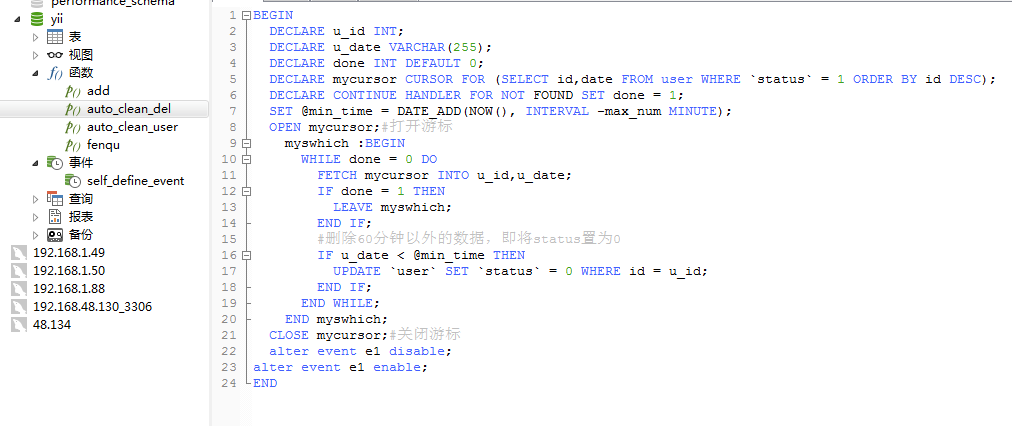 performance_schema
yii
表
视图
函数
add
auto_clean_del
auto_clean_user
fenqu
事件
self_define_event
查询
报表
备份
192.168.1.49
192.168.1.50
192.168.1.88
192.168.48.130_3306
48.134
1 BEGIN
2 DECLARE u_id INT;
3 DECLARE u_date VARCHAR(255);
4 DECLARE done INT DEFAULT 0;
5 DECLARE mycursor CURSOR FOR (SELECT id,date FROM user WHERE `status` = 1 ORDER BY id DESC);
6 DECLARE CONTINUE HANDLER FOR NOT FOUND SET done = 1;
7 SET @min_time = DATE_ADD(NOW(), INTERVAL -max_num MINUTE);
8 OPEN mycursor;#打开游标
9 myswhich :BEGIN
10 WHILE done = 0 DO
11 FETCH mycursor INTO u_id,u_date;
12 IF done = 1 THEN
13 LEAVE myswhich;
14 END IF;
15 #删除60分钟以外的数据，即将status置为0
16 IF u_date < @min_time THEN
17 UPDATE `user` SET `status` = 0 WHERE id = u_id;
18 END IF;
19 END WHILE;
20 END myswhich;
21 CLOSE mycursor;#关闭游标
22 alter event e1 disable;
23 alter event e1 enable;
24 END